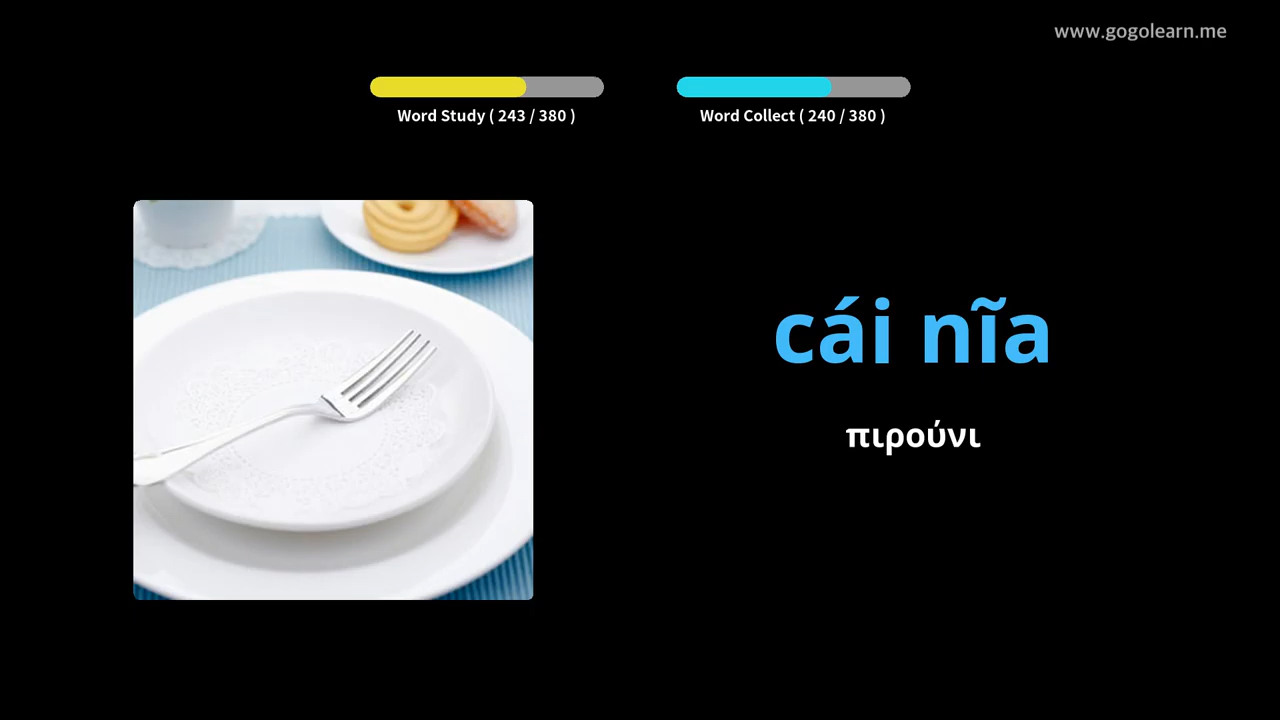 www.gogolearn.me
Word Study ( 243 / 380 )
Word Collect ( 240 / 380 )
cái nĩa
πιρούνι